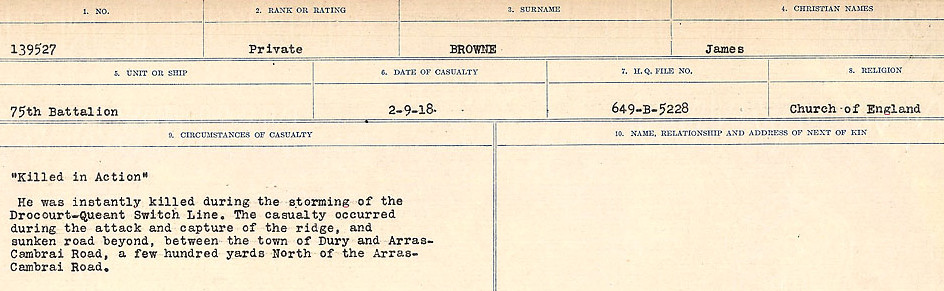 1. NO. 2. RANK OR RATING 3. SURNAME 4. CHRISTIAN NAMES
139527 Private BROWNE James
5. UNIT OR SHIP 6. DATE OF CASUALTY 7. H.Q. FILE NO. 8. RELIGION
75th Battalion 2-9-18. 649-B-5228 Church of England
9. CIRCUMSTANCES OF CASUALTY 10. NAME, RELATIONSHIP AND ADDRESS OF NEXT OF KIN
"Killed in Action"
He was instantly killed during the storming of the
Drocourt-Queant Switch Line. The casualty occurred
during the attack and capture of the ridge, and
sunken road beyond, between the town of Dury and Arras-
Cambrai Road, a few hundred yards North of the Arras-
Cambrai Road.